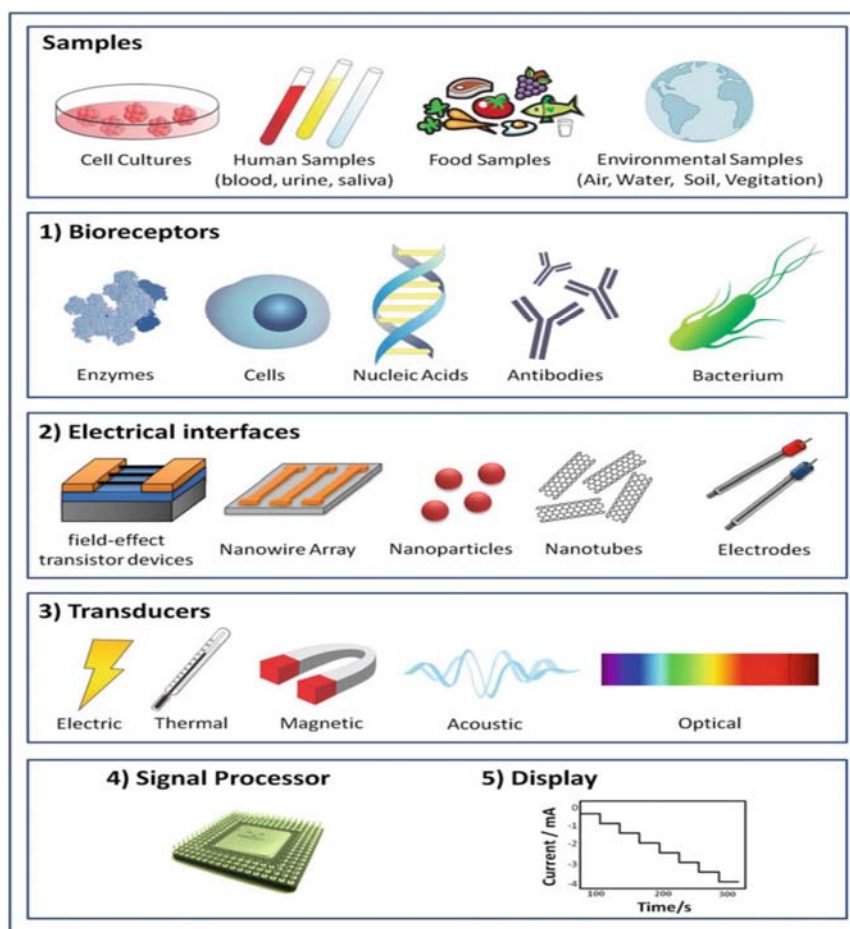 Samples
Cell Cultures
Human Samples
(blood, urine, saliva)
Food Samples
Environmental Samples
(Air, Water, Soil, Vegitation)
1) Bioreceptors
Enzymes
Cells
Nucleic Acids
Antibodies
Bacterium
2) Electrical interfaces
field-effect
transistor devices
Nanowire Array
Nanoparticles
Nanotubes
Electrodes
3) Transducers
Electric
Thermal
Magnetic
Acoustic
Optical
4) Signal Processor
5) Display
Current / mA
0
-1
-2
-3
-4
100
200
300
Time/s